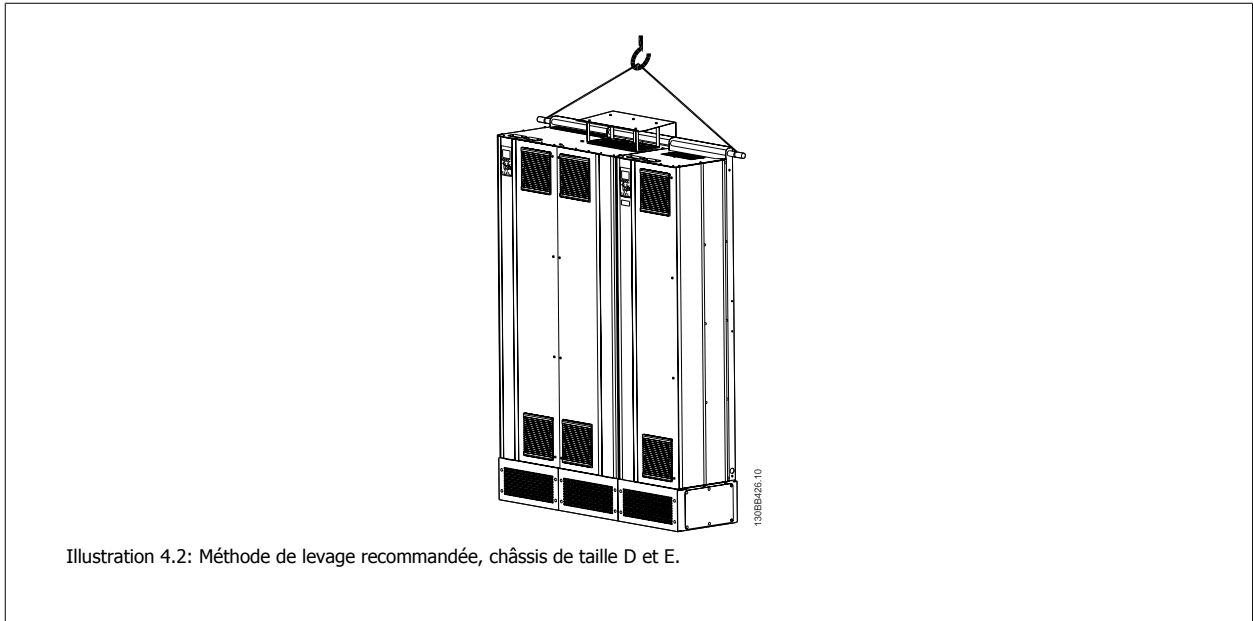 130BB426.10
Illustration 4.2: Méthode de levage recommandée, châssis de taille D et E.